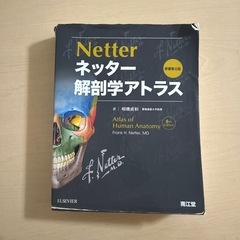 Netter
ネッター
解剖学アトラス
原書第6版
訳 相磯貞和
Atlas of
Human Anatomy
Frank H. Netter, MD
ELSEVIER
南江堂